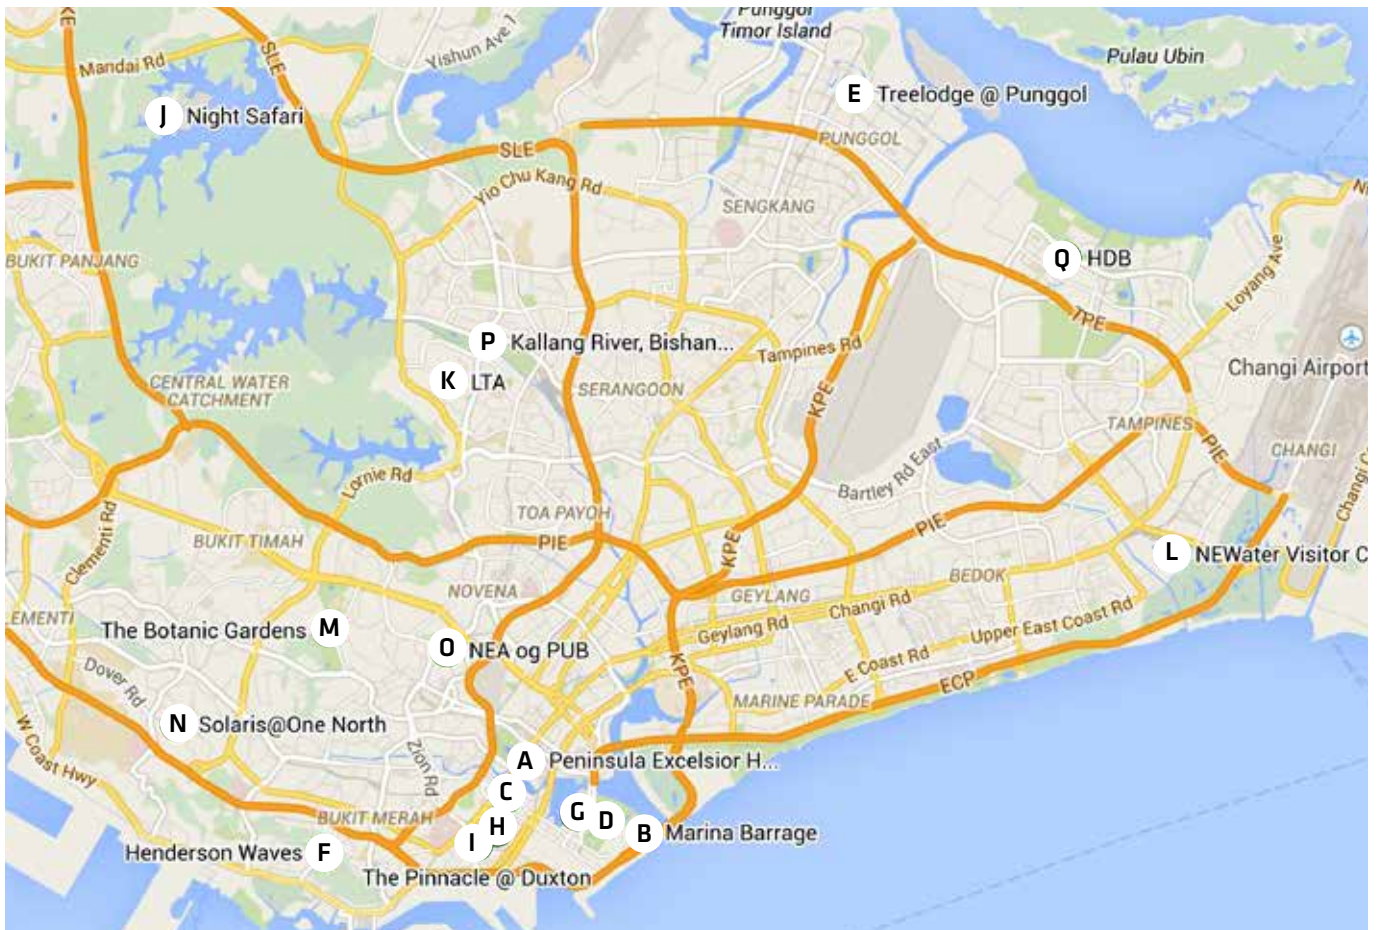 Punggol
Timor Island
Pulau Ubin
KE
SLE
Yishun Ave 1
Mandai Rd
E Treelodge @ Punggol
J Night Safari
PUNGGOL
SLE
Yio Chu Kang Rd
SENGKANG
BUKIT PANJANG
Q HDB
Loyang Ave
TPE
P Kallang River, Bishan...
Tampines Rd
Changi Airport
K LTA
SERANGOON
CENTRAL WATER
CATCHMENT
KPE
TAMPINES
PIE
CHANGI
Bartley Rd East
Lornie Rd
Changi C
TOA PAYOH
Clementi Rd
BUKIT TIMAH
PIE
KPE
PIE
L NEWater Visitor C
BEDOK
NOVENA
GEYLANG
Changi Rd
EMENTI
The Botanic Gardens M
Geylang Rd
Upper East Coast Rd
O NEA og PUB
E Coast Rd
KPE
Dover Rd
ECP
MARINE PARADE
N Solaris@One North
W Coast Hwy
Zion Rd
A Peninsula Excelsior H...
C
BUKIT MERAH
G
D
H
B Marina Barrage
I
Henderson Waves F
The Pinnacle @ Duxton